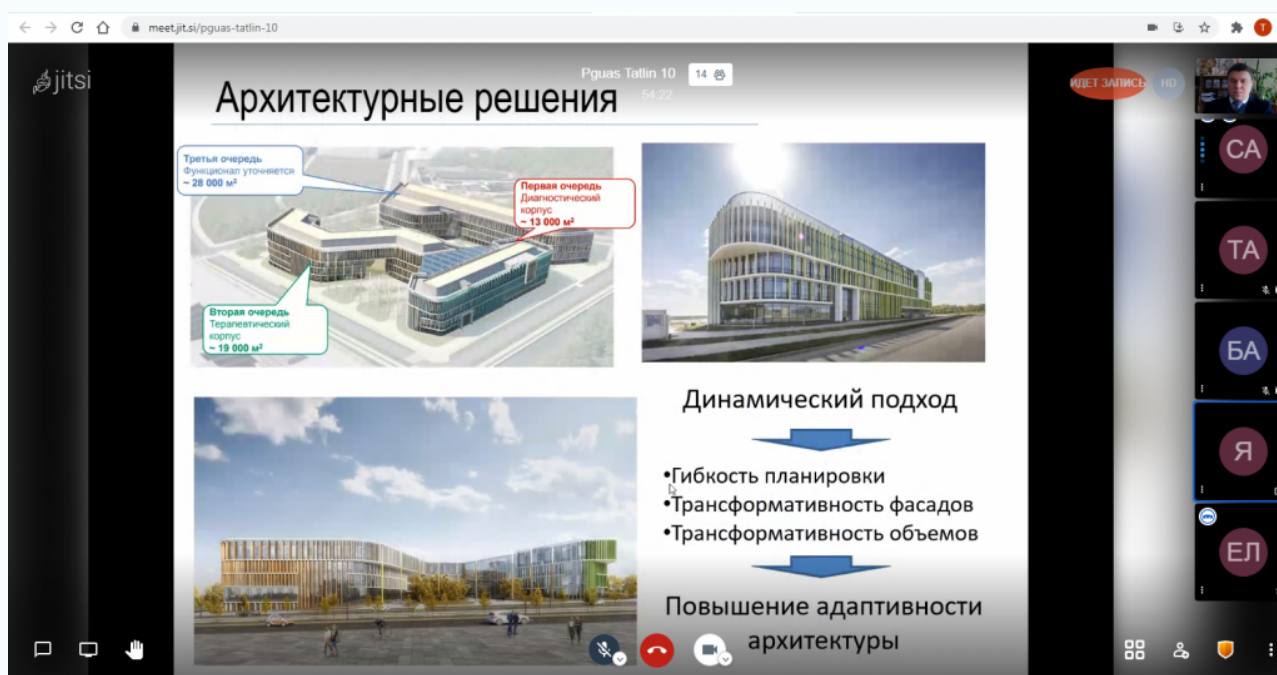 meet.jit.si/pguas-tatlin-10
jitsi
Pguas Tatlin 10 14
54:22
ИДЕТ ЗАПИСЬ HD
Архитектурные решения
Третья очередь
Функционал уточняется
~ 28 000 м²
Первая очередь
Диагностический
корпус
~ 13 000 м²
Вторая очередь
Терапевтический
корпус
~ 19 000 м²
Динамический подход
•Гибкость планировки
•Трансформативность фасадов
•Трансформативность объемов
Повышение адаптивности
архитектуры
СА
ТА
БА
Я
ЕЛ
T